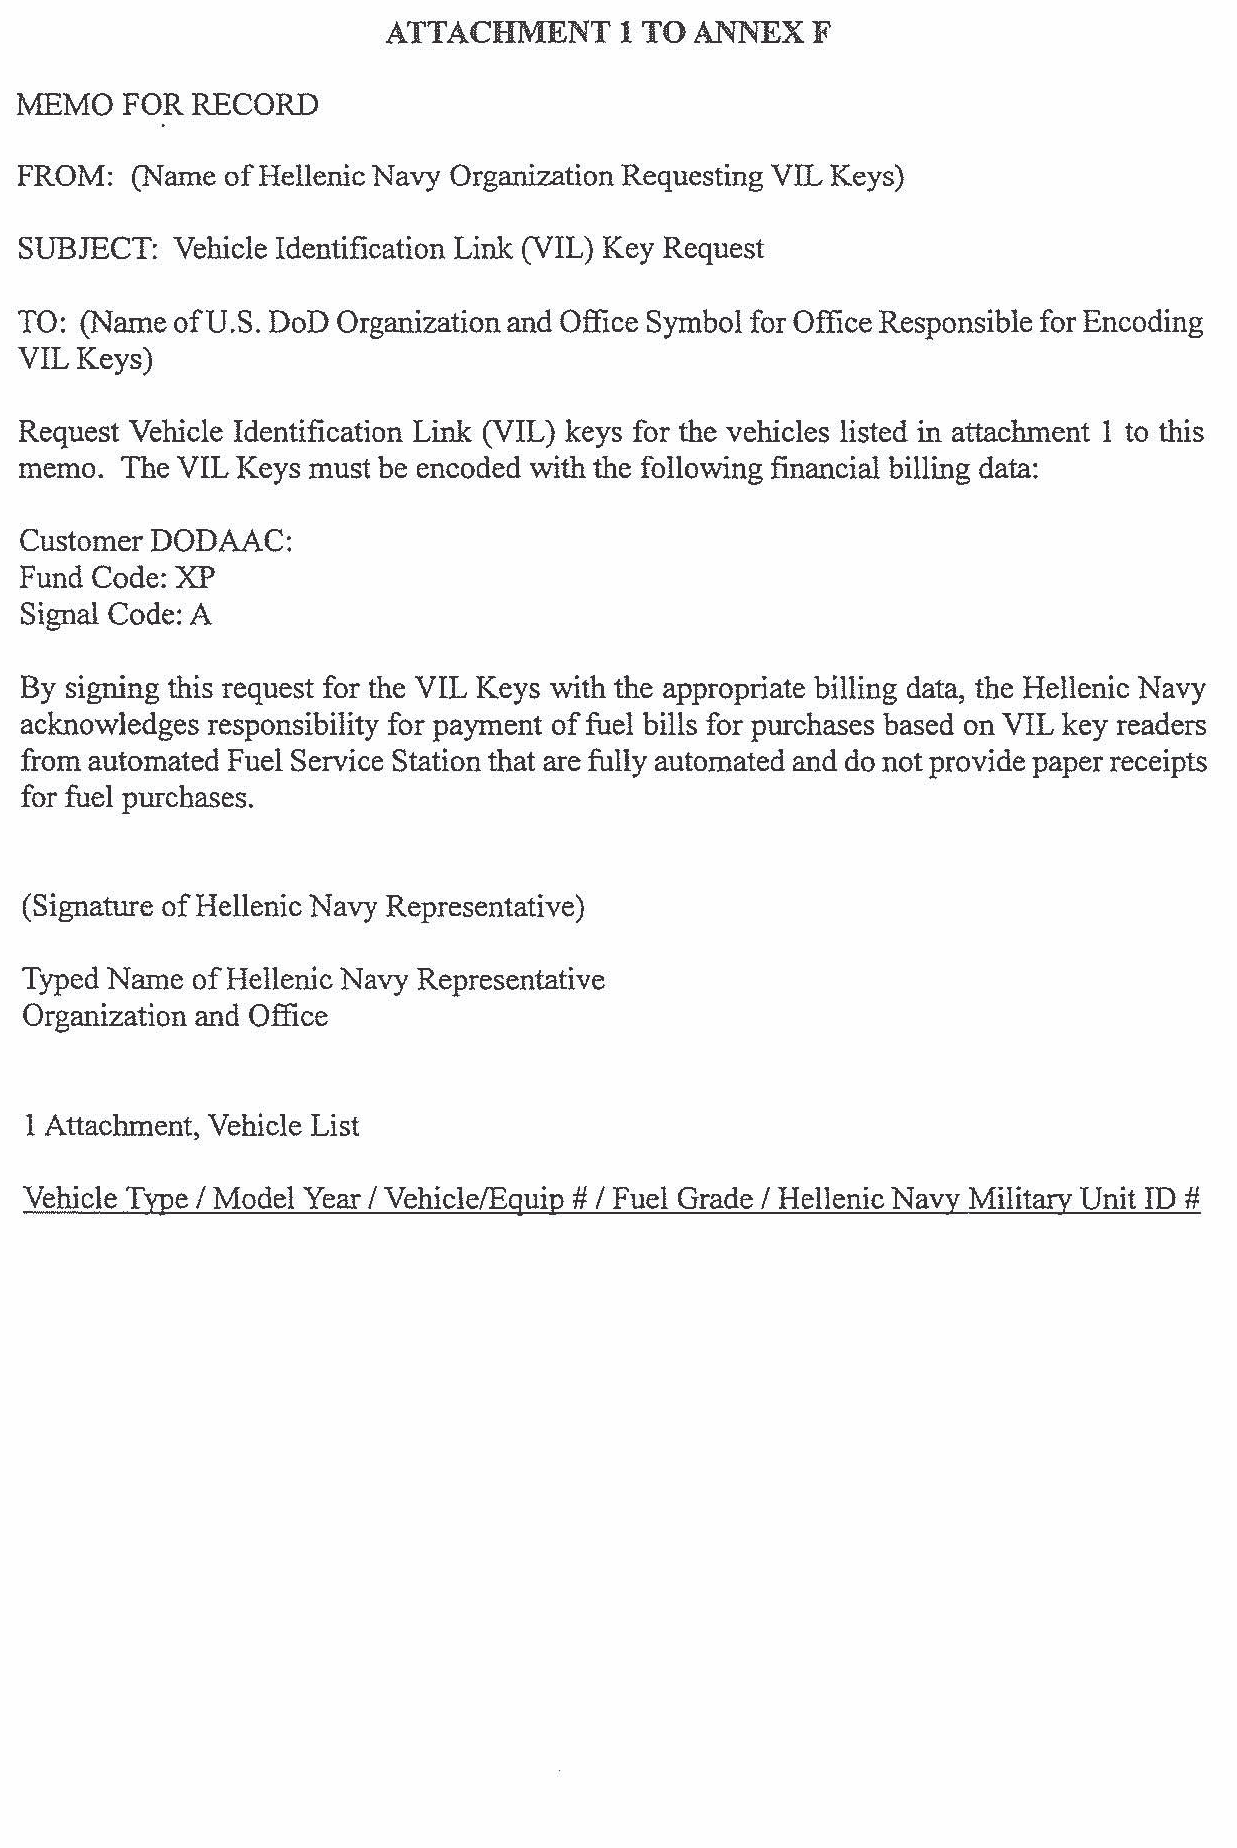 ATTACHMENT 1 TO ANNEX F
MEMO FOR RECORD
FROM: (Name of Hellenic Navy Organization Requesting VIL Keys)
SUBJECT: Vehicle Identification Link (VIL) Key Request
TO: (Name of U.S. DoD Organization and Office Symbol for Office Responsible for Encoding
VIL Keys)
Request Vehicle Identification Link (VIL) keys for the vehicles listed in attachment 1 to this
memo. The VIL Keys must be encoded with the following financial billing data:
Customer DODAAC:
Fund Code: XP
Signal Code: A
By signing this request for the VIL Keys with the appropriate billing data, the Hellenic Navy
acknowledges responsibility for payment of fuel bills for purchases based on VIL key readers
from automated Fuel Service Station that are fully automated and do not provide paper receipts
for fuel purchases.
(Signature of Hellenic Navy Representative)
Typed Name of Hellenic Navy Representative
Organization and Office
1 Attachment, Vehicle List
Vehicle Type / Model Year / Vehicle/Equip # / Fuel Grade / Hellenic Navy Military Unit ID #